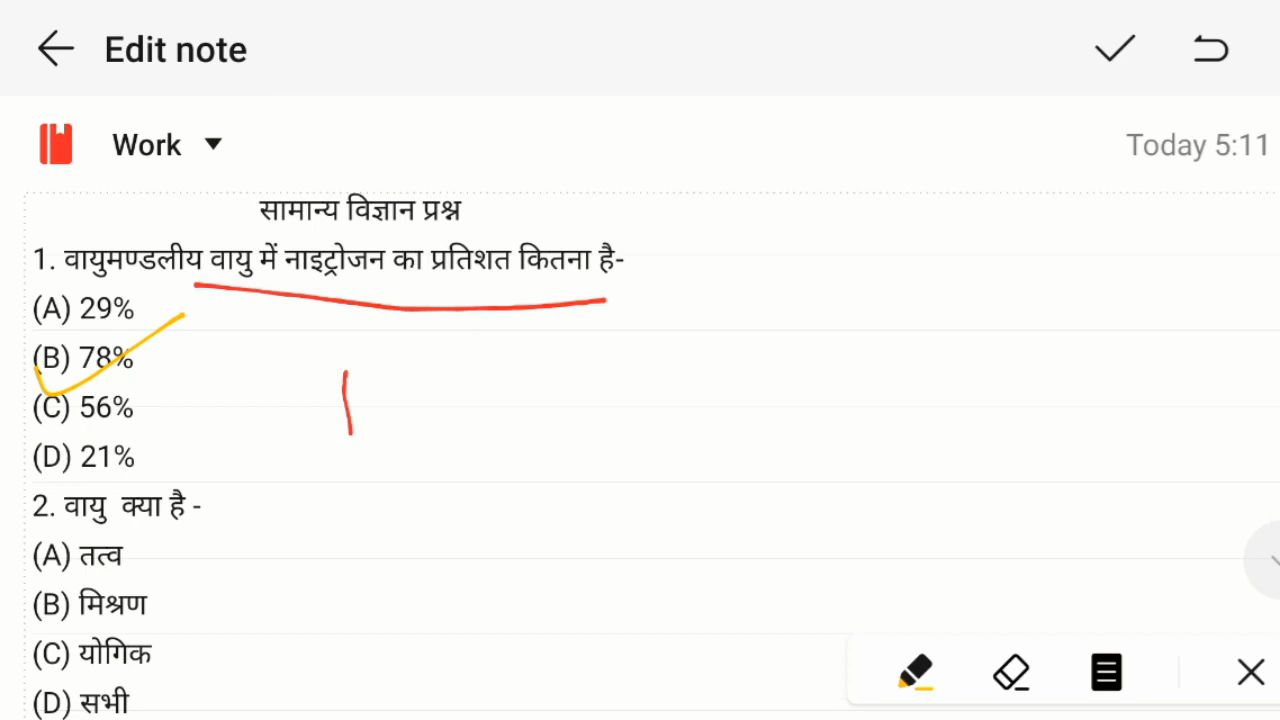 Edit note
Work
Today 5:11
सामान्य विज्ञान प्रश्न
1. वायुमण्डलीय वायु में नाइट्रोजन का प्रतिशत कितना है-
(A) 29%
(B) 78%
(C) 56%
(D) 21%
2. वायु  क्या है -
(A) तत्व
(B) मिश्रण
(C) योगिक
(D) सभी